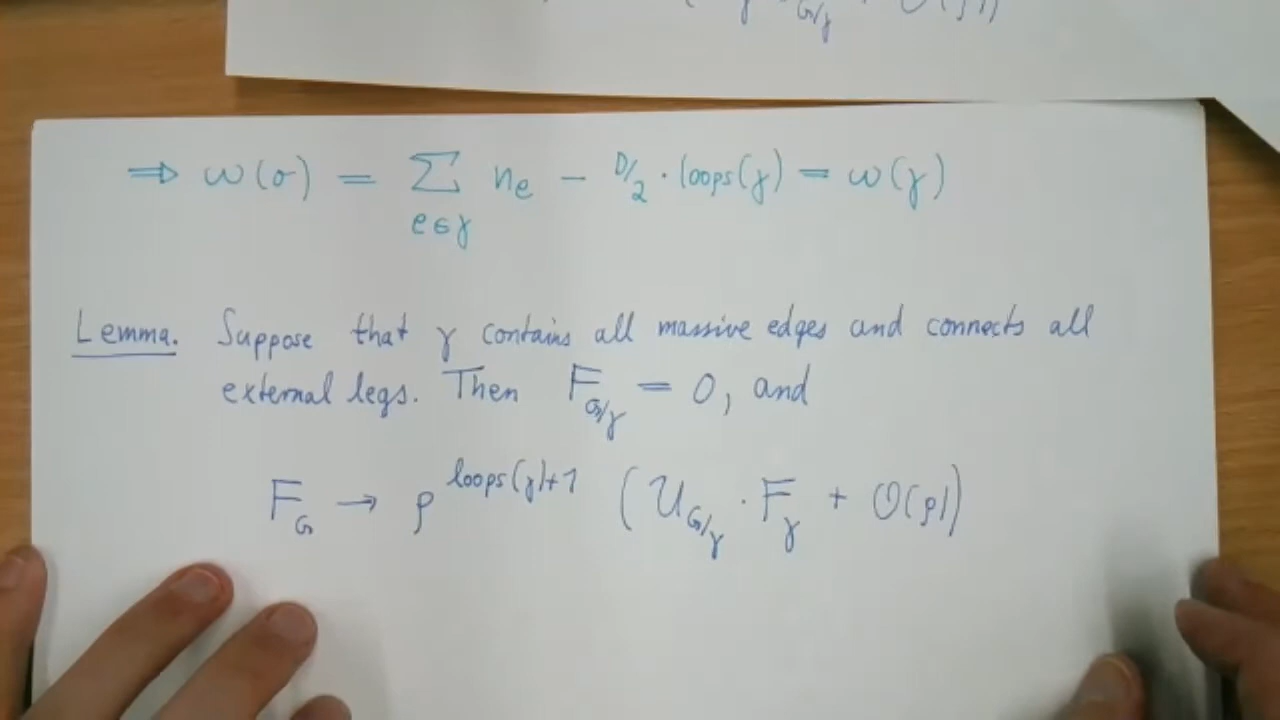 G/γ
⇒ ω(σ) = ∑_{e∈γ} n_e − D/2 · loops(γ) = ω(γ)
Lemma. Suppose that γ contains all massive edges and connects all
external legs. Then F_{G/γ} = 0, and
F_G → ρ^{loops(γ)+1} (U_{G/γ} · F_γ + O(ρ))